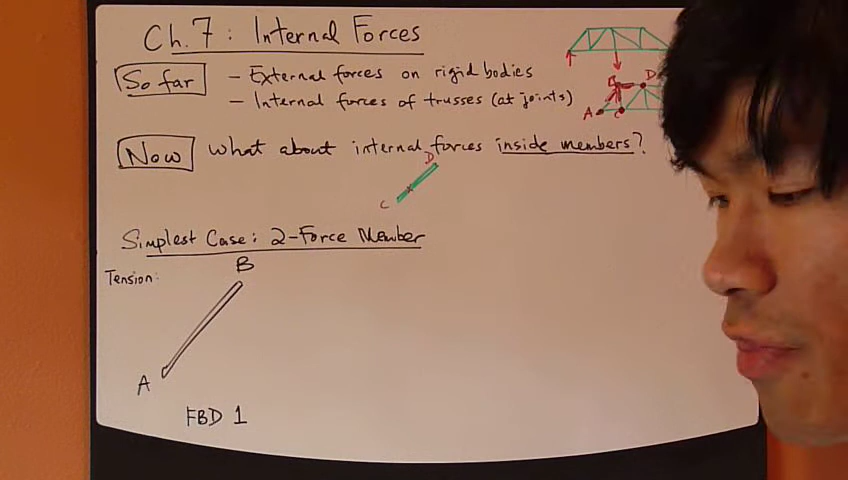 Ch.7: Internal Forces
So far
- External forces on rigid bodies
- Internal forces of trusses (at joints)
B D
A C
Now
What about internal forces inside members?
D
C
Simplest Case: 2-Force Member
Tension:
B
A
FBD 1